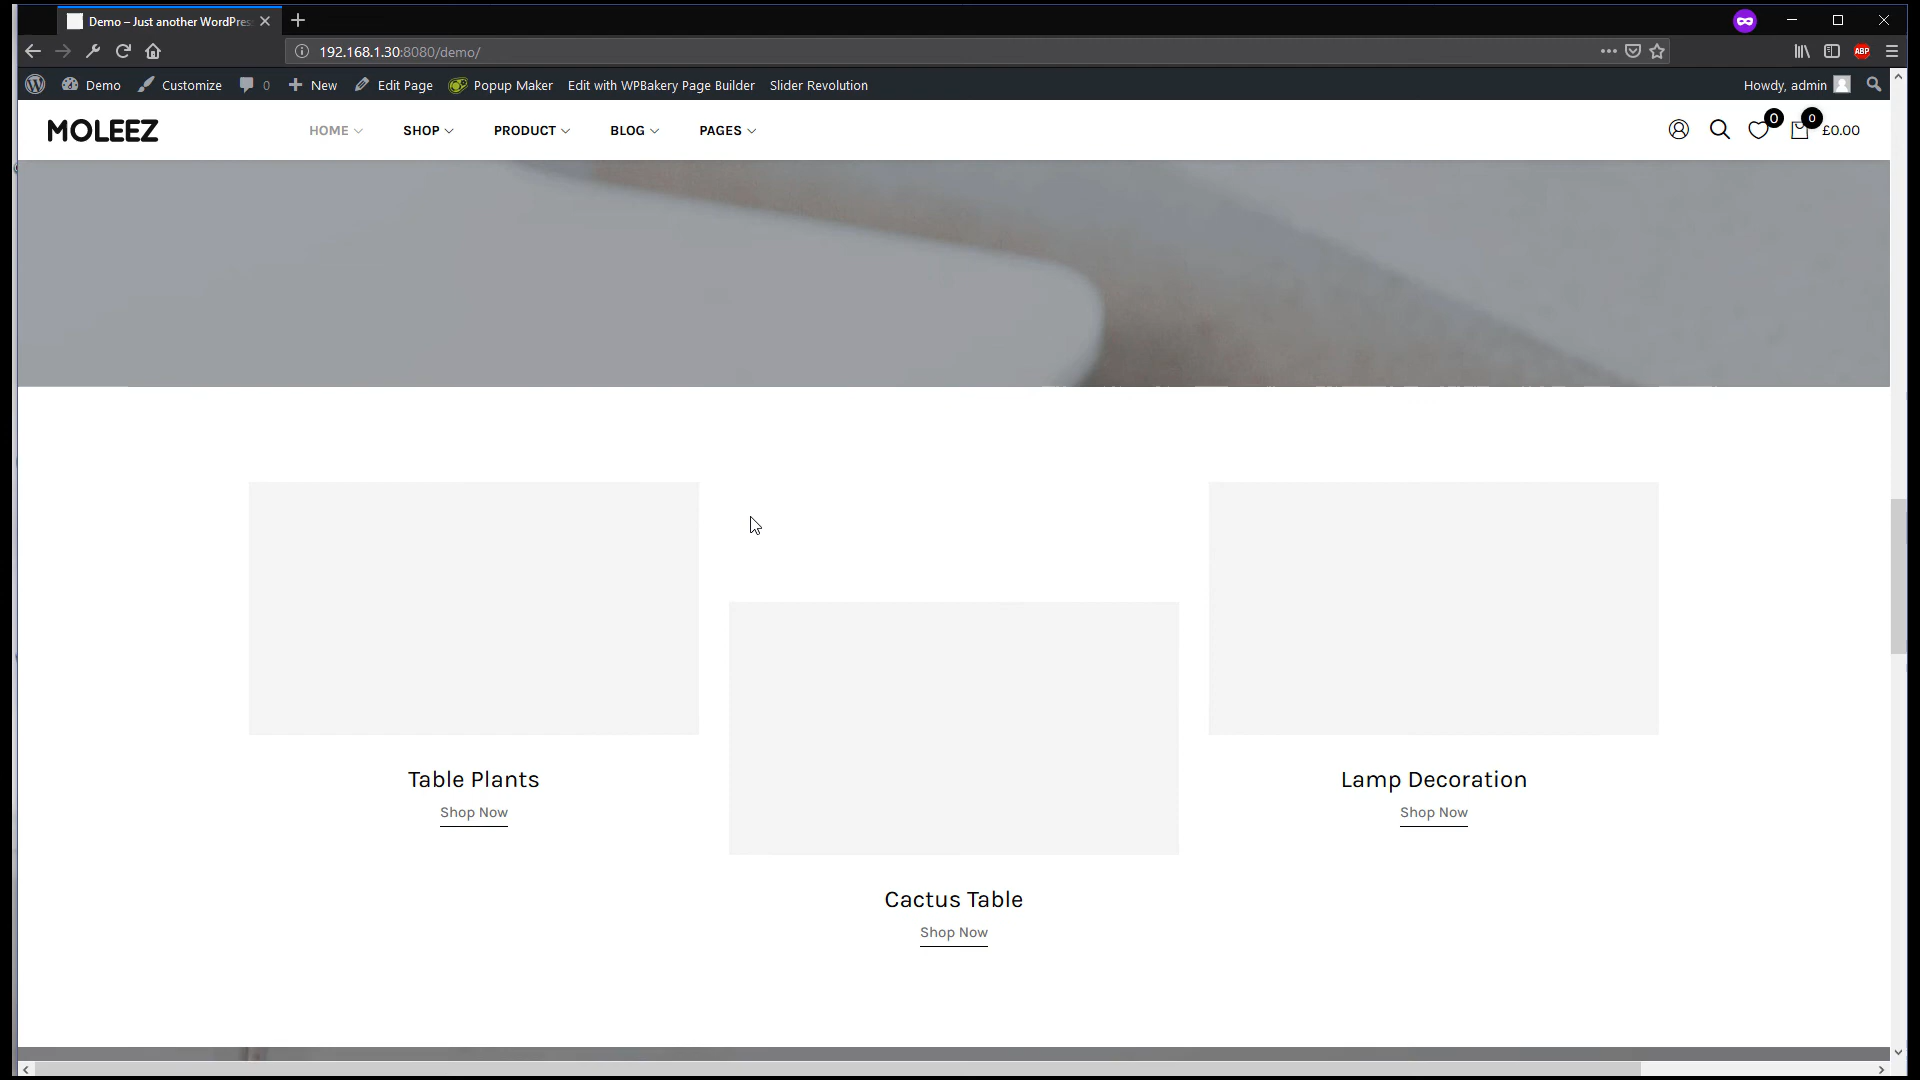 Demo – Just another WordPres
192.168.1.30:8080/demo/
ABP
Demo Customize 0 New Edit Page Popup Maker Edit with WPBakery Page Builder Slider Revolution Howdy, admin
MOLEEZ HOME SHOP PRODUCT BLOG PAGES 0 0 £0.00
Table Plants
Shop Now
Cactus Table
Shop Now
Lamp Decoration
Shop Now